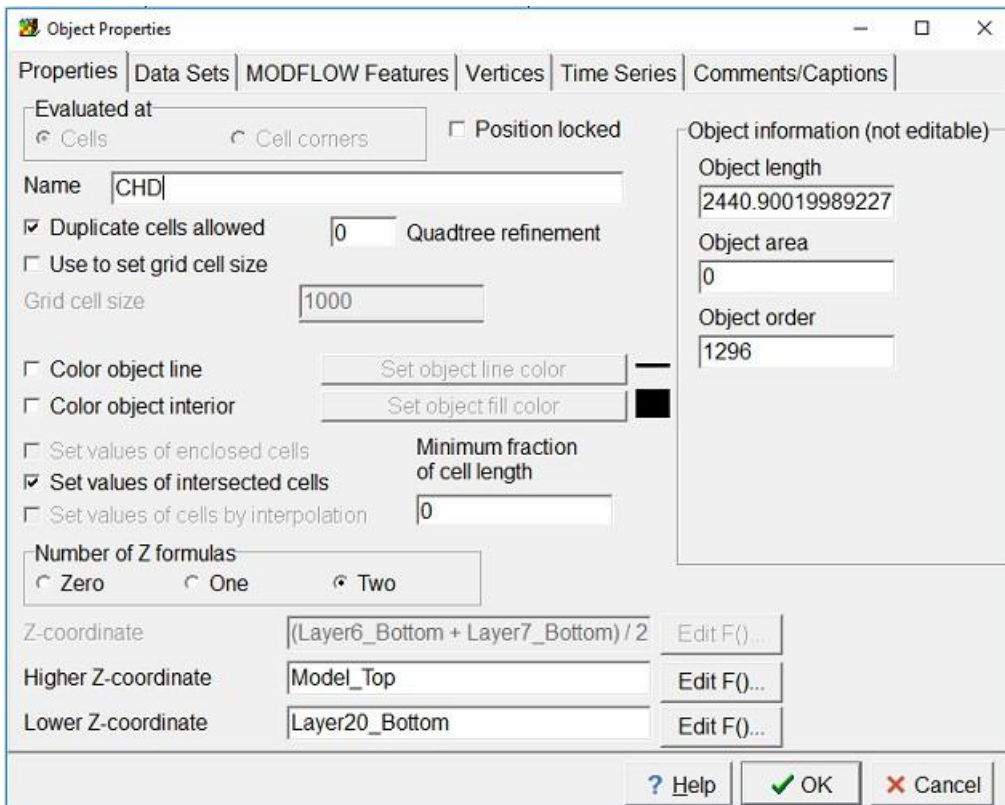 Object Properties
Properties Data Sets MODFLOW Features Vertices Time Series Comments/Captions
Evaluated at
Cells Cell corners
Position locked
Name CHD
Duplicate cells allowed 0 Quadtree refinement
Use to set grid cell size
Grid cell size 1000
Color object line Set object line color
Color object interior Set object fill color
Set values of enclosed cells
Set values of intersected cells
Set values of cells by interpolation
Minimum fraction
of cell length
0
Number of Z formulas
Zero One Two
Z-coordinate (Layer6_Bottom + Layer7_Bottom) / 2 Edit F()...
Higher Z-coordinate Model_Top Edit F()...
Lower Z-coordinate Layer20_Bottom Edit F()...
Object information (not editable)
Object length
2440.90019989227
Object area
0
Object order
1296
? Help OK Cancel